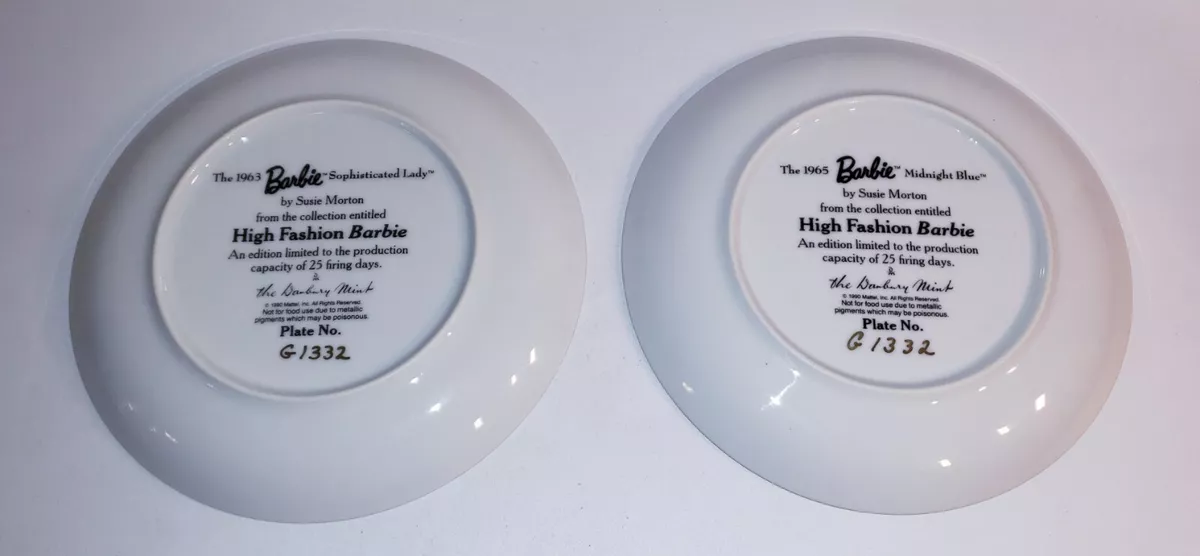 The 1963 Barbie™ Sophisticated Lady™
by Susie Morton
from the collection entitled
High Fashion Barbie
An edition limited to the production
capacity of 25 firing days.
&
the Danbury Mint
© 1990 Mattel, Inc. All Rights Reserved.
Not for food use due to metallic
pigments which may be poisonous.
Plate No.
G1332
The 1965 Barbie™ Midnight Blue™
by Susie Morton
from the collection entitled
High Fashion Barbie
An edition limited to the production
capacity of 25 firing days.
&
the Danbury Mint
© 1990 Mattel, Inc. All Rights Reserved.
Not for food use due to metallic
pigments which may be poisonous.
Plate No.
G1332